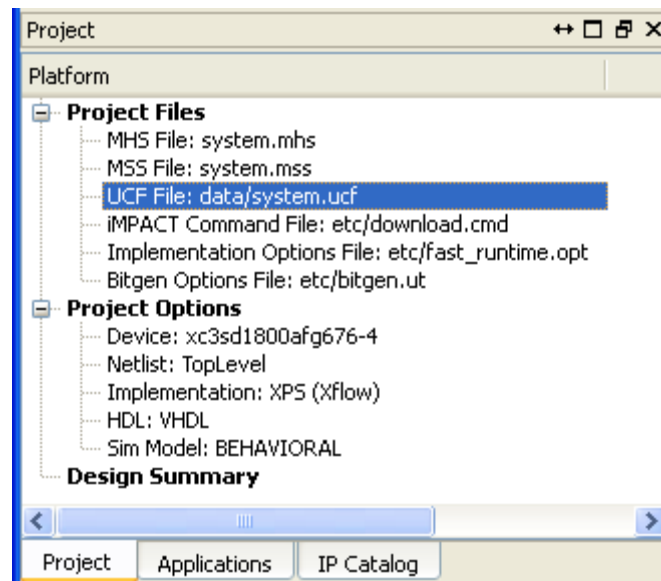 Project
Platform
Project Files
MHS File: system.mhs
MSS File: system.mss
UCF File: data/system.ucf
iMPACT Command File: etc/download.cmd
Implementation Options File: etc/fast_runtime.opt
Bitgen Options File: etc/bitgen.ut
Project Options
Device: xc3sd1800afg676-4
Netlist: TopLevel
Implementation: XPS (Xflow)
HDL: VHDL
Sim Model: BEHAVIORAL
Design Summary
Project Applications IP Catalog